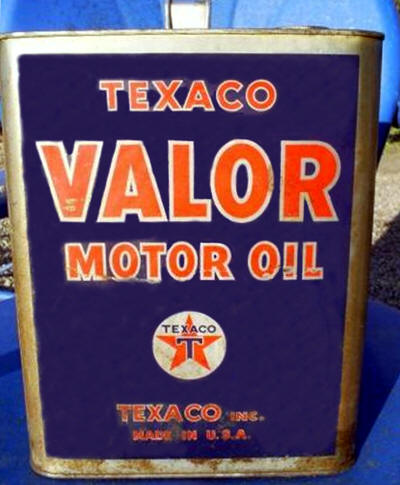 TEXACO
VALOR
MOTOR OIL
TEXACO
T
TEXACO INC.
MADE IN U.S.A.